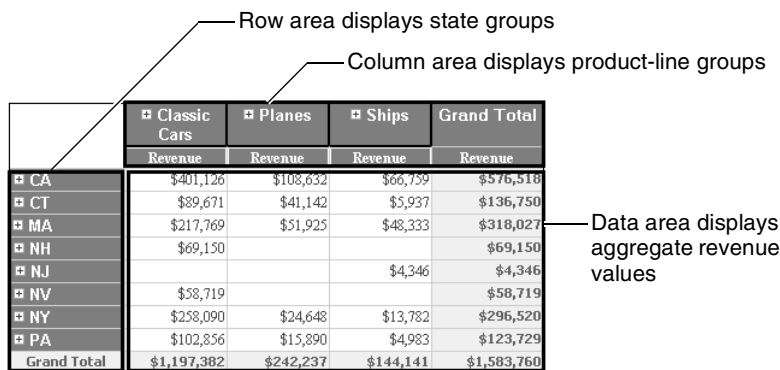 Row area displays state groups
Column area displays product-line groups
Classic Cars Planes Ships Grand Total
Revenue Revenue Revenue Revenue
CA $401,126 $108,632 $66,759 $576,518
CT $89,671 $41,142 $5,937 $136,750
MA $217,769 $51,925 $48,333 $318,027
NH $69,150 $69,150
NJ $4,346 $4,346
NV $58,719 $58,719
NY $258,090 $24,648 $13,782 $296,520
PA $102,856 $15,890 $4,983 $123,729
Grand Total $1,197,382 $242,237 $144,141 $1,583,760
Data area displays
aggregate revenue
values